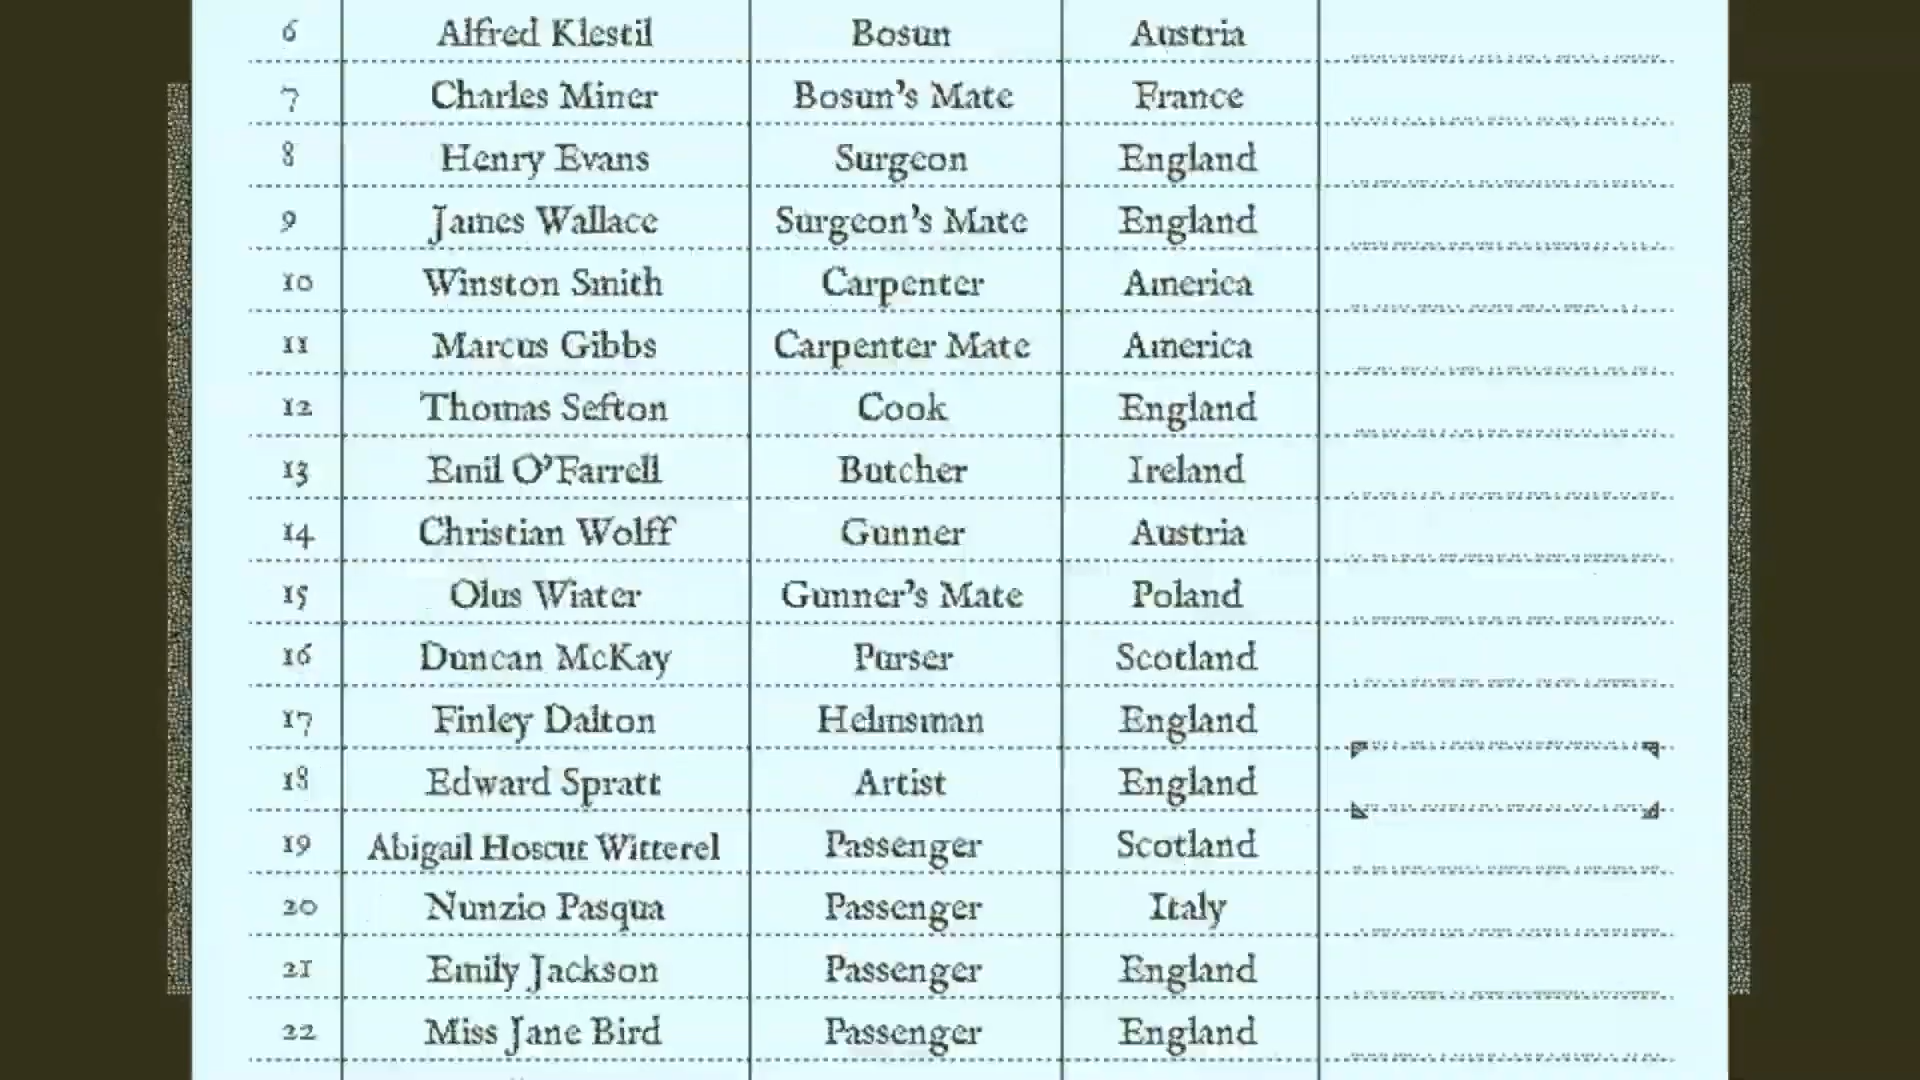 6 Alfred Klestil Bosun Austria
7 Charles Miner Bosun's Mate France
8 Henry Evans Surgeon England
9 James Wallace Surgeon's Mate England
10 Winston Smith Carpenter America
11 Marcus Gibbs Carpenter Mate America
12 Thomas Sefton Cook England
13 Emil O'Farrell Butcher Ireland
14 Christian Wolff Gunner Austria
15 Olus Wiater Gunner's Mate Poland
16 Duncan McKay Purser Scotland
17 Finley Dalton Helmsman England
18 Edward Spratt Artist England
19 Abigail Hoscut Witterel Passenger Scotland
20 Nunzio Pasqua Passenger Italy
21 Emily Jackson Passenger England
22 Miss Jane Bird Passenger England